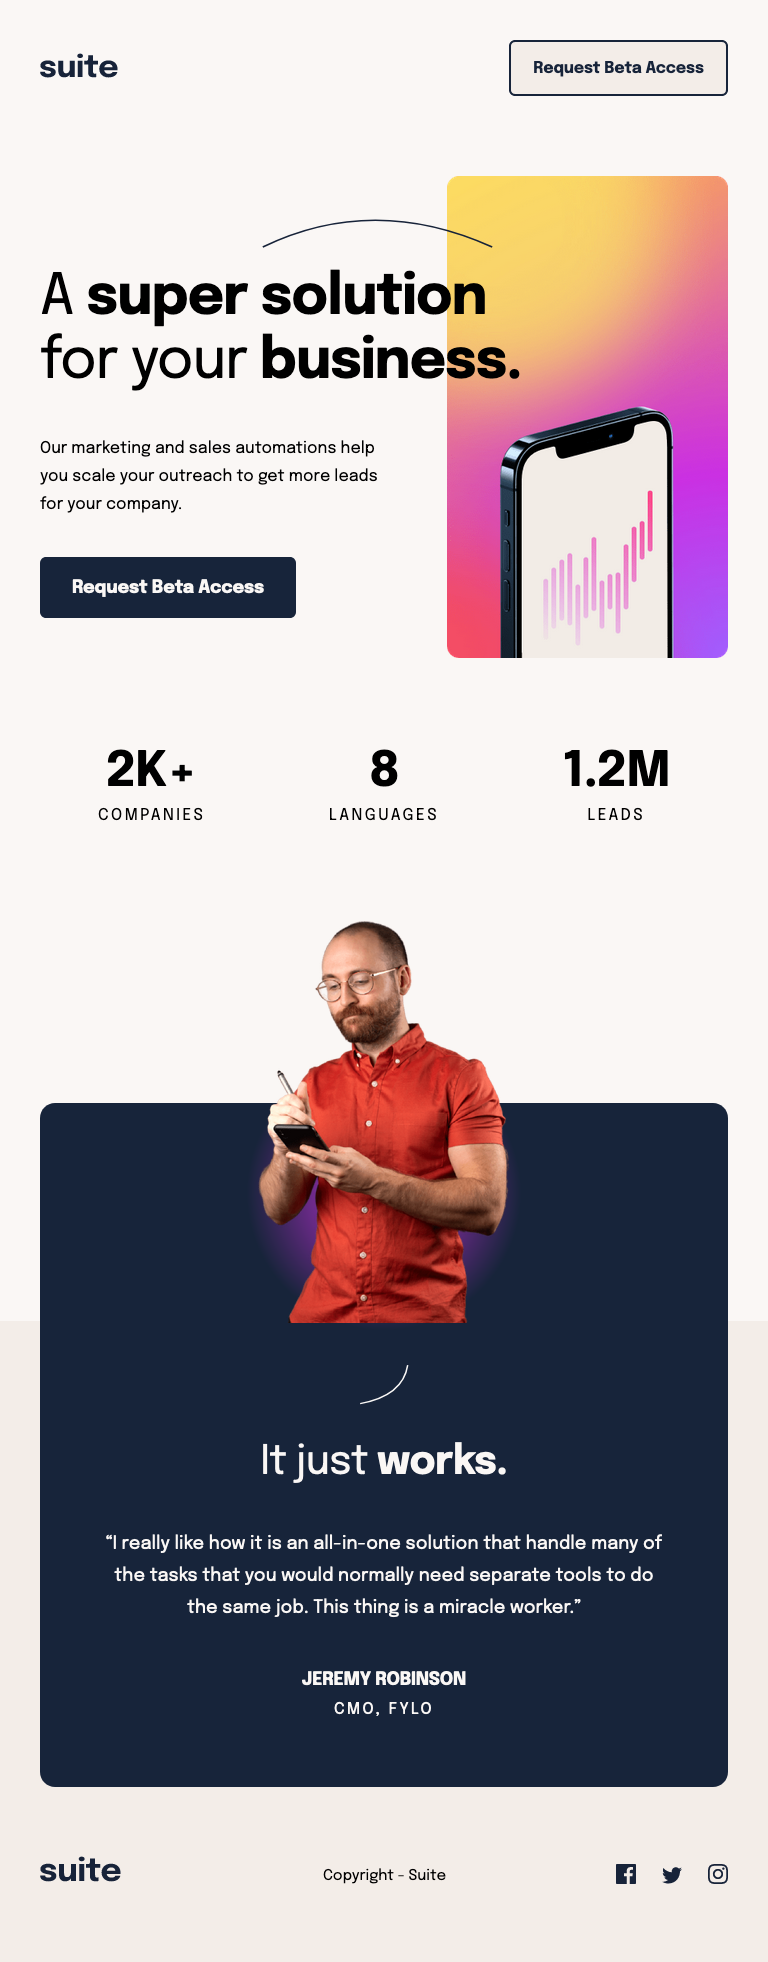 suite
Request Beta Access
A super solution
for your business.
Our marketing and sales automations help
you scale your outreach to get more leads
for your company.
Request Beta Access
2K+
COMPANIES
8
LANGUAGES
1.2M
LEADS
It just works.
“I really like how it is an all-in-one solution that handle many of
the tasks that you would normally need separate tools to do
the same job. This thing is a miracle worker.”
JEREMY ROBINSON
CMO, FYLO
suite
Copyright - Suite